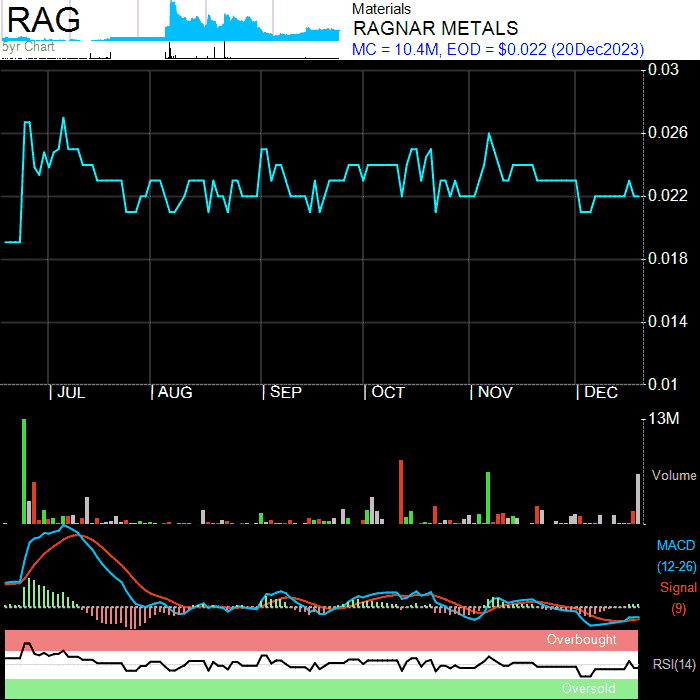 RAG
5yr Chart
Materials
RAGNAR METALS
MC = 10.4M, EOD = $0.022 (20Dec2023)
0.03
0.026
0.022
0.018
0.014
0.01
| JUL | AUG | SEP | OCT | NOV | DEC
13M
Volume
MACD
(12-26)
Signal
(9)
Overbought
RSI(14)
Oversold